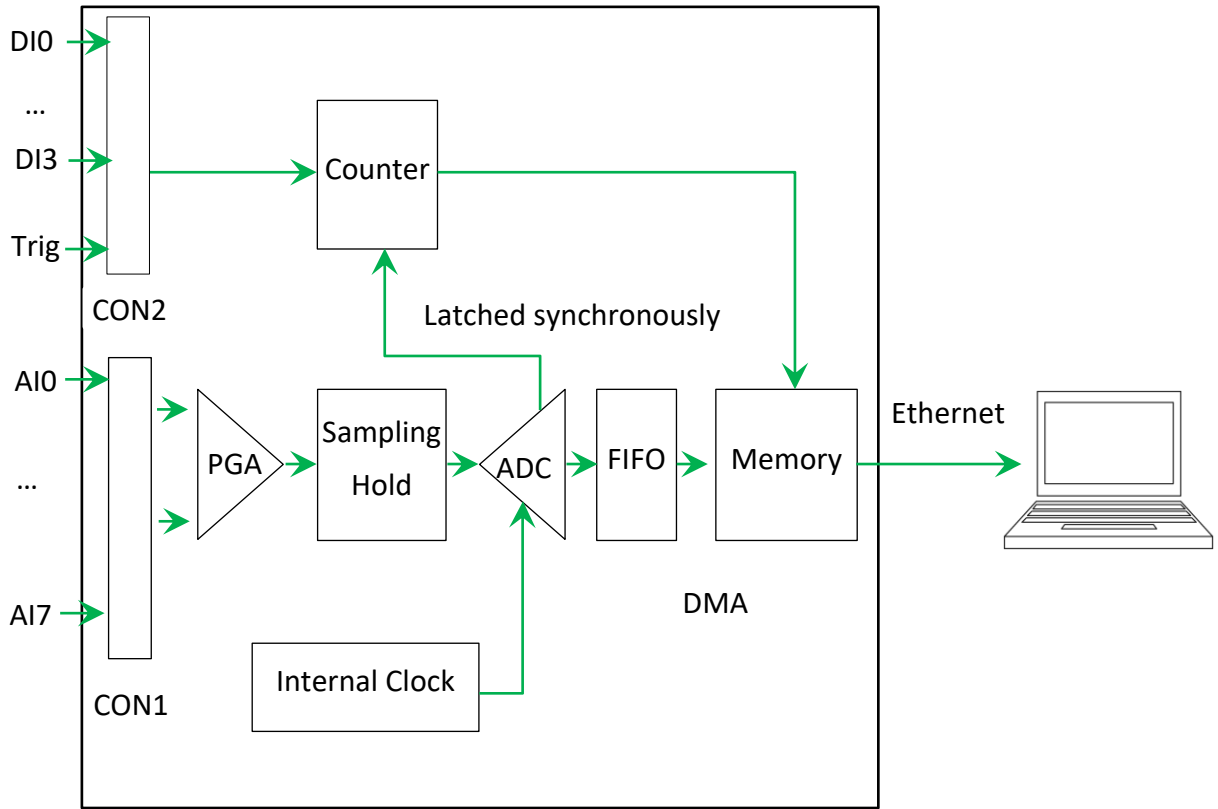 DI0
...
DI3
Trig
CON2
Counter
Latched synchronously
AI0
...
AI7
CON1
PGA
Sampling
Hold
ADC
FIFO
Memory
Ethernet
DMA
Internal Clock